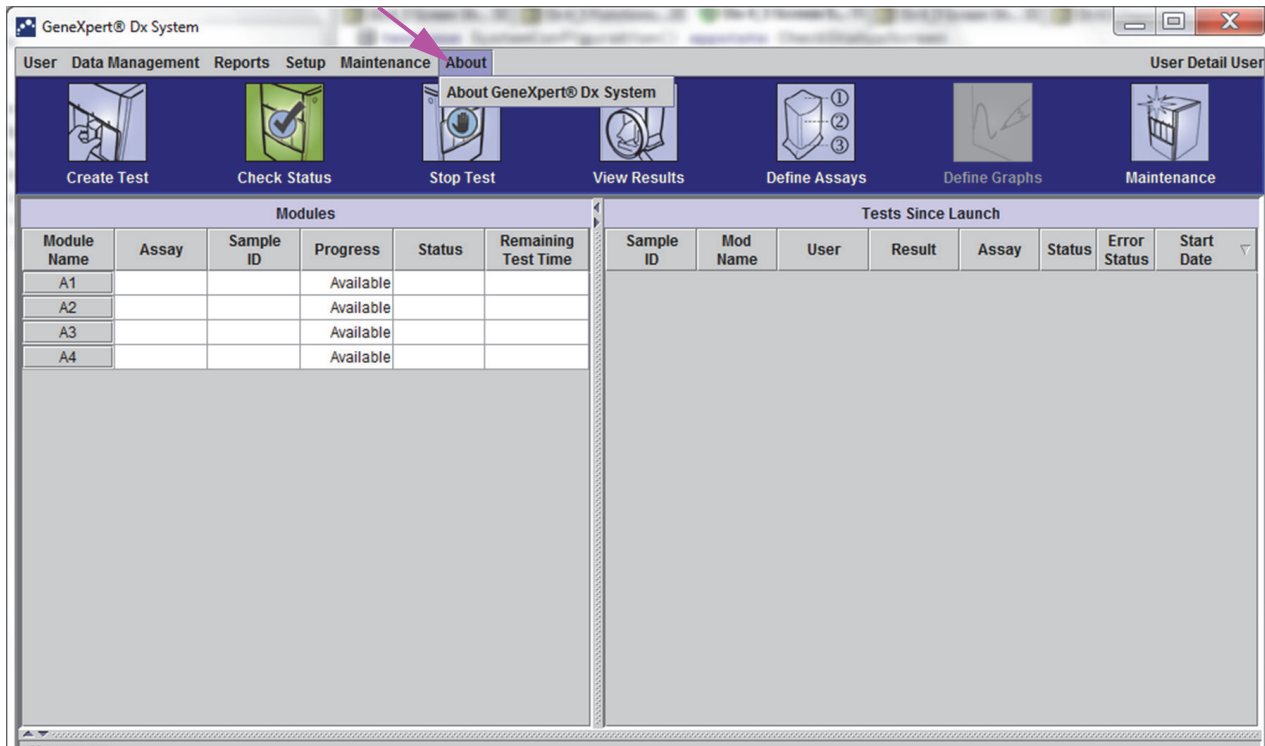 GeneXpert® Dx System
User Data Management Reports Setup Maintenance About User Detail User
About GeneXpert® Dx System
① ② ③
Create Test Check Status Stop Test View Results Define Assays Define Graphs Maintenance
Modules
Module Name Assay Sample ID Progress Status Remaining Test Time
A1 Available
A2 Available
A3 Available
A4 Available
Tests Since Launch
Sample ID Mod Name User Result Assay Status Error Status Start Date